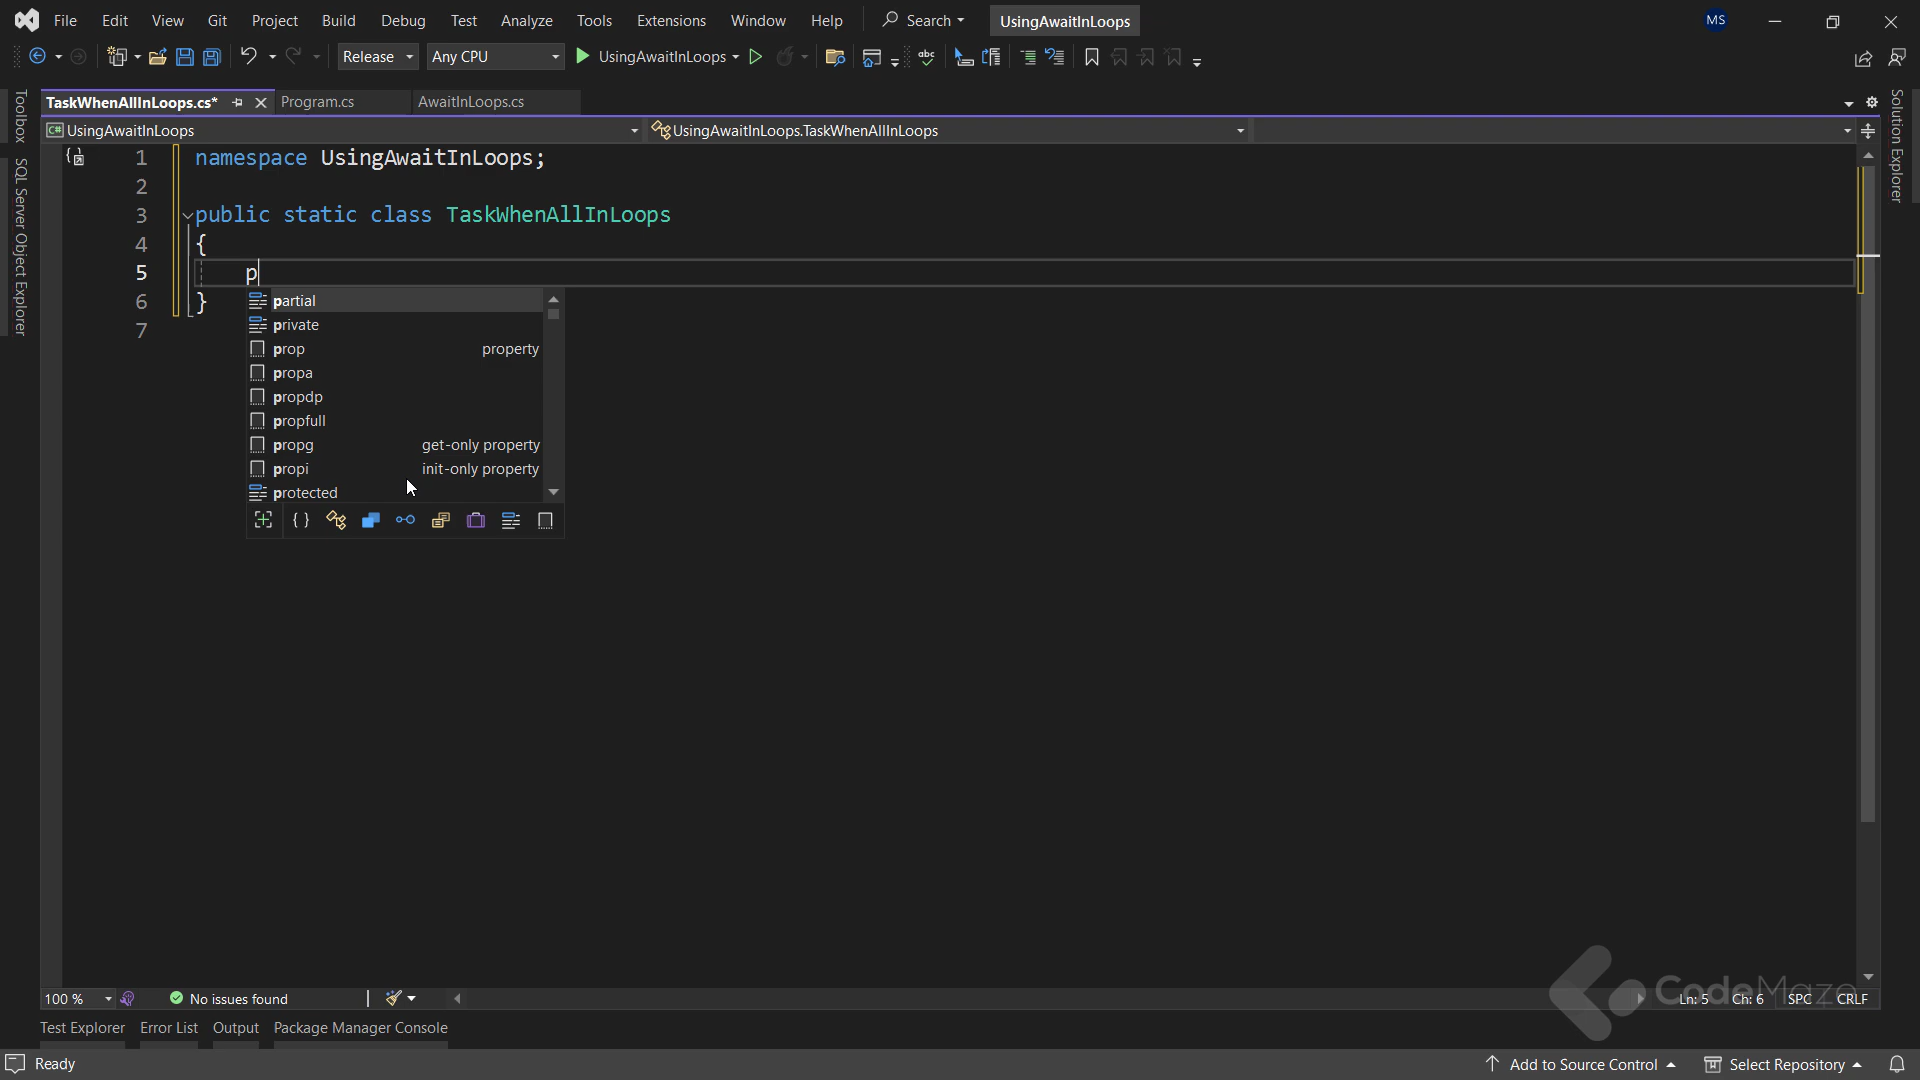 File Edit View Git Project Build Debug Test Analyze Tools Extensions Window Help Search UsingAwaitInLoops MS
Release Any CPU UsingAwaitInLoops abc
TaskWhenAllInLoops.cs* Program.cs AwaitInLoops.cs
C# UsingAwaitInLoops UsingAwaitInLoops.TaskWhenAllInLoops
Toolbox
SQL Server Object Explorer
Solution Explorer
1 namespace UsingAwaitInLoops;
2
3 public static class TaskWhenAllInLoops
4 {
5 p
6 }
7
partial
private
prop property
propa
propdp
propfull
propg get-only property
propi init-only property
protected
100 % No issues found Ln: 5 Ch: 6 SPC CRLF
CodeMaze
Test Explorer Error List Output Package Manager Console
Ready Add to Source Control Select Repository